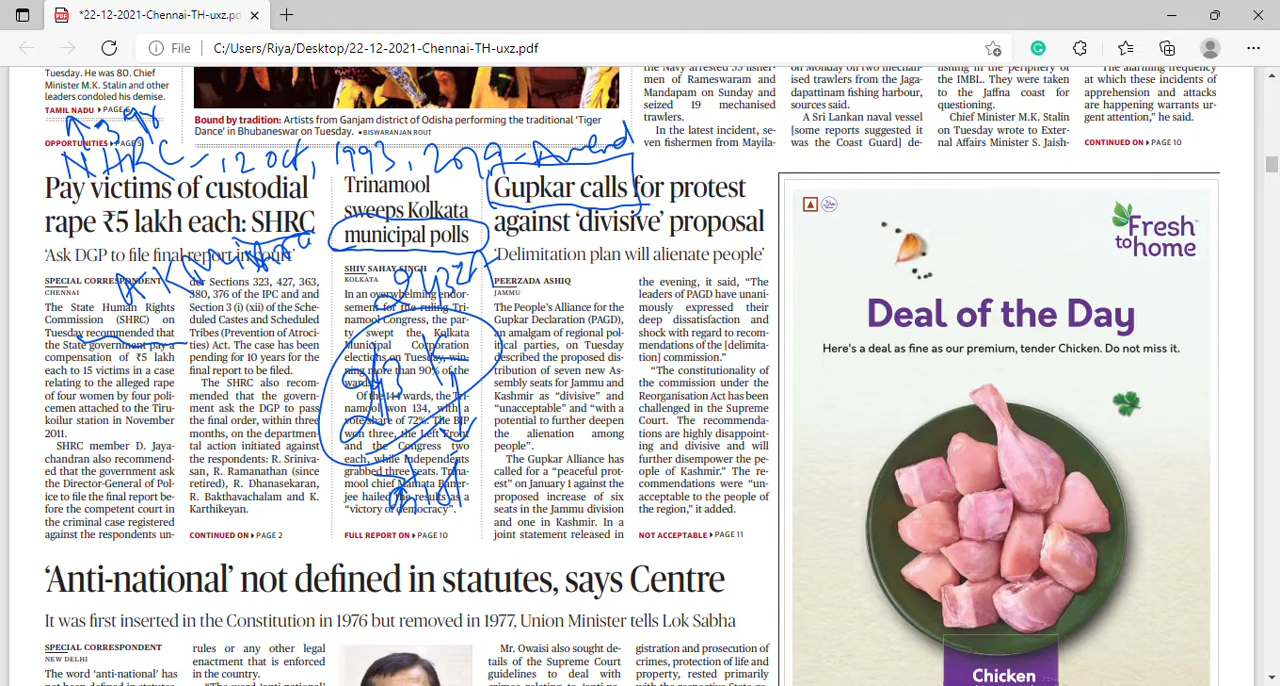 *22-12-2021-Chennai-TH-uxz.pd
File
C:/Users/Riya/Desktop/22-12-2021-Chennai-TH-uxz.pdf
Tuesday. He was 80. Chief
Minister M.K. Stalin and other
leaders condoled his demise.
TAMIL NADU ▸ PAGE
OPPORTUNITIES ▸ PAGE 5
Bound by tradition: Artists from Ganjam district of Odisha performing the traditional 'Tiger
Dance' in Bhubaneswar on Tuesday. • BISWARANJAN ROUT
men of Rameswaram and
Mandapam on Sunday and
seized 19 mechanised
trawlers.
In the latest incident, se-
ven fishermen from Mayila-
on Monday on two mechan-
ised trawlers from the Jaga-
dapattinam fishing harbour,
sources said.
A Sri Lankan naval vessel
[some reports suggested it
was the Coast Guard] de-
fishing in the periphery of
the IMBL. They were taken
to the Jaffna coast for
questioning.
Chief Minister M.K. Stalin
on Tuesday wrote to Exter-
nal Affairs Minister S. Jaish-
The alarming frequency
at which these incidents of
apprehension and attacks
are happening warrants ur-
gent attention," he said.
CONTINUED ON ▸ PAGE 10
NHRC - 12 Oct, 1993, 2019 - Amend
Pay victims of custodial
rape ₹5 lakh each: SHRC
'Ask DGP to file final report in court'
A K Mishra
SPECIAL CORRESPONDENT
CHENNAI
The State Human Rights
Commission (SHRC) on
Tuesday recommended that
the State government pay a
compensation of ₹5 lakh
each to 15 victims in a case
relating to the alleged rape
of four women by four poli-
cemen attached to the Tiru-
koilur station in November
2011.
SHRC member D. Jaya-
chandran also recommend-
ed that the government ask
the Director-General of Pol-
ice to file the final report be-
fore the competent court in
the criminal case registered
against the respondents un-
der Sections 323, 427, 363,
380, 376 of the IPC and and
Section 3 (i) (xii) of the Sche-
duled Castes and Scheduled
Tribes (Prevention of Atroci-
ties) Act. The case has been
pending for 10 years for the
final report to be filed.
The SHRC also recom-
mended that the govern-
ment ask the DGP to pass
the final order, within three
months, on the departmen-
tal action initiated against
the respondents: R. Sriniva-
san, R. Ramanathan (since
retired), R. Dhanasekaran,
R. Bakthavachalam and K.
Karthikeyan.
CONTINUED ON ▸ PAGE 2
Trinamool
sweeps Kolkata
municipal polls
SHIV SAHAY SINGH
KOLKATA
In an overwhelming endor-
sement for the ruling Tri-
namool Congress, the par-
ty swept the Kolkata
Municipal Corporation
elections on Tuesday, win-
ning more than 90% of the
wards.
Of the 144 wards, the Tri-
namool won 134, with a
vote share of 72%. The BJP
won three, the Left Front
and the Congress two
each, while independents
grabbed three seats. Trina-
mool chief Mamata Baner-
jee hailed the results as a
"victory of democracy".
FULL REPORT ON ▸ PAGE 10
243
Gupkar calls for protest
against 'divisive' proposal
'Delimitation plan will alienate people'
PEERZADA ASHIQ
JAMMU
The People's Alliance for the
Gupkar Declaration (PAGD),
an amalgam of regional pol-
itical parties, on Tuesday
described the proposed dis-
tribution of seven new As-
sembly seats for Jammu and
Kashmir as "divisive" and
"unacceptable" and "with a
potential to further deepen
the alienation among
people".
The Gupkar Alliance has
called for a "peaceful prot-
est" on January 1 against the
proposed increase of six
seats in the Jammu division
and one in Kashmir. In a
joint statement released in
the evening, it said, "The
leaders of PAGD have unani-
mously expressed their
deep dissatisfaction and
shock with regard to recom-
mendations of the [delimita-
tion] commission."
"The constitutionality of
the commission under the
Reorganisation Act has been
challenged in the Supreme
Court. The recommenda-
tions are highly disappoint-
ing and divisive and will
further disempower the pe-
ople of Kashmir." The re-
commendations were "un-
acceptable to the people of
the region," it added.
NOT ACCEPTABLE ▸ PAGE 11
Fresh
to home
Deal of the Day
Here's a deal as fine as our premium, tender Chicken. Do not miss it.
Chicken
'Anti-national' not defined in statutes, says Centre
It was first inserted in the Constitution in 1976 but removed in 1977, Union Minister tells Lok Sabha
SPECIAL CORRESPONDENT
NEW DELHI
The word 'anti-national' has
rules or any other legal
enactment that is enforced
in the country.
"The word 'anti-national'
Mr. Owaisi also sought de-
tails of the Supreme Court
guidelines to deal with
gistration and prosecution of
crimes, protection of life and
property, rested primarily